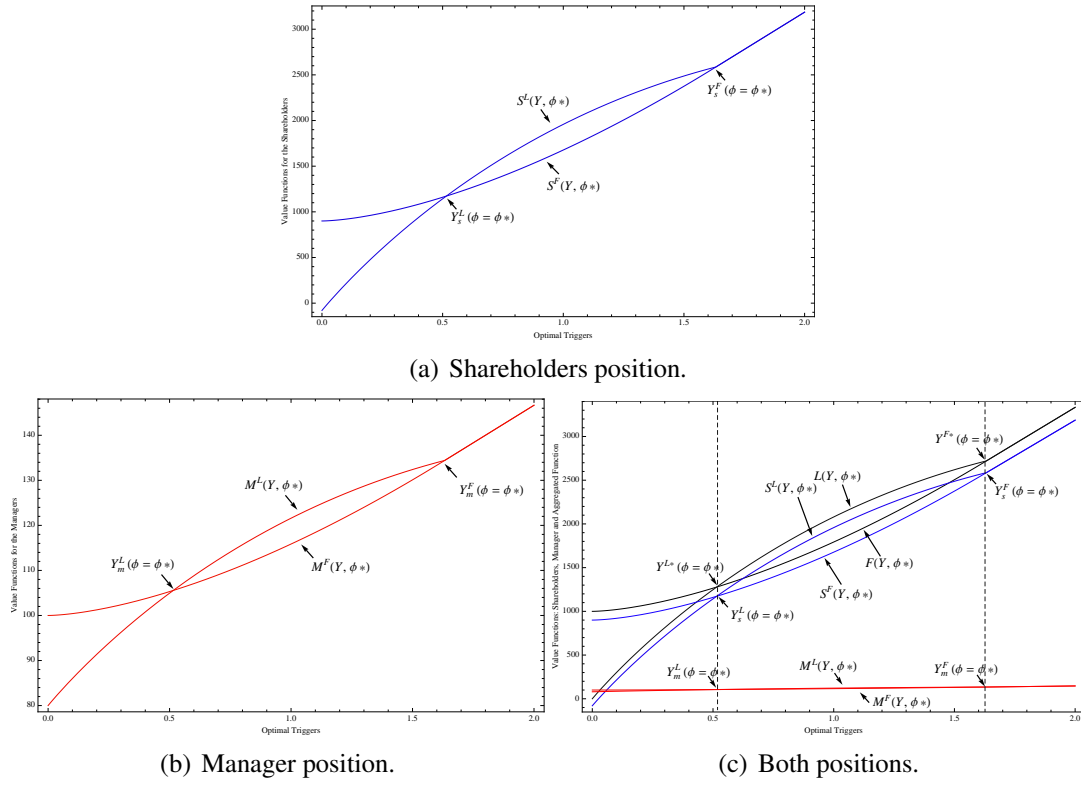 Value Functions for the Shareholders
3000
2500
2000
1500
1000
500
0
S^L(Y, ϕ*)
Y_s^F(ϕ = ϕ*)
S^F(Y, ϕ*)
Y_s^L(ϕ = ϕ*)
0.0 0.5 1.0 1.5 2.0
Optimal Triggers
(a) Shareholders position.
Value Functions for the Managers
140
130
120
110
100
90
80
M^L(Y, ϕ*)
Y_m^F(ϕ = ϕ*)
Y_m^L(ϕ = ϕ*)
M^F(Y, ϕ*)
0.0 0.5 1.0 1.5 2.0
Optimal Triggers
(b) Manager position.
Value Functions: Shareholders, Manager and Aggregated Function
3000
2500
2000
1500
1000
500
0
Y^F*(ϕ = ϕ*)
L(Y, ϕ*)
S^L(Y, ϕ*)
Y_s^F(ϕ = ϕ*)
Y^L*(ϕ = ϕ*)
F(Y, ϕ*)
S^F(Y, ϕ*)
Y_s^L(ϕ = ϕ*)
Y_m^L(ϕ = ϕ*)
M^L(Y, ϕ*)
Y_m^F(ϕ = ϕ*)
M^F(Y, ϕ*)
0.0 0.5 1.0 1.5 2.0
Optimal Triggers
(c) Both positions.